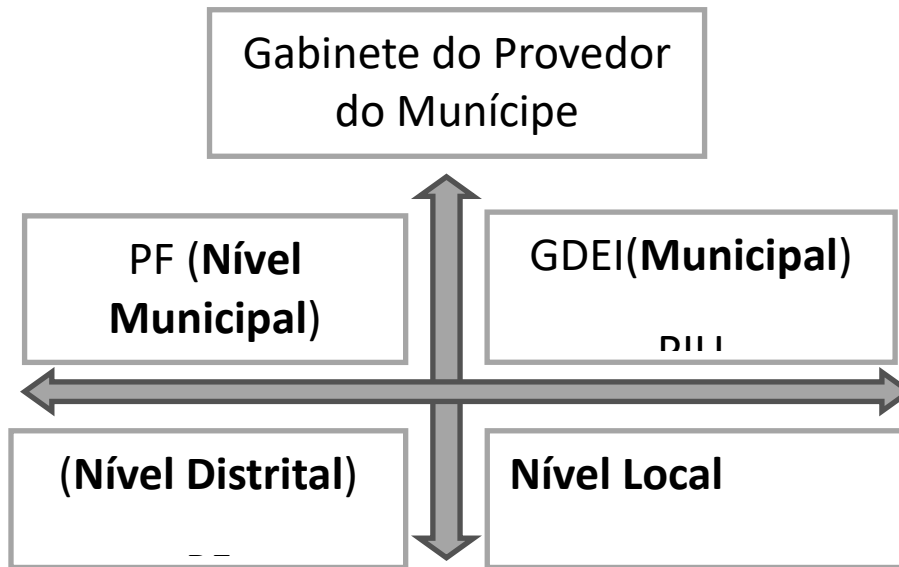 Gabinete do Provedor
do Munícipe
PF (Nível
Municipal)
GDEI(Municipal)
(Nível Distrital)
Nível Local